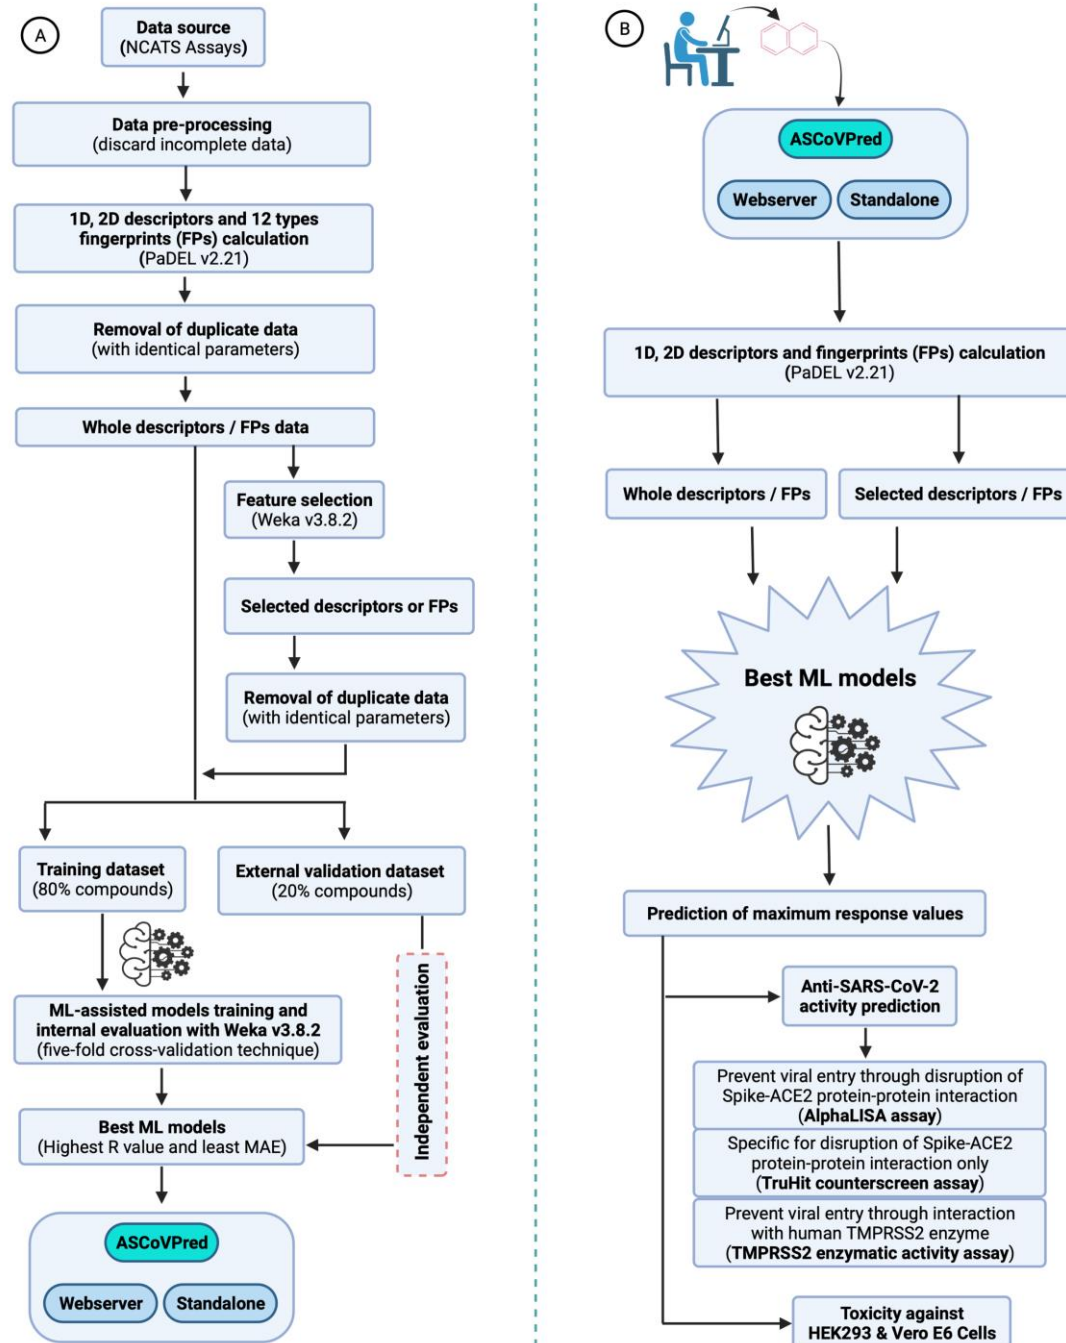 A
Data source
(NCATS Assays)
Data pre-processing
(discard incomplete data)
1D, 2D descriptors and 12 types
fingerprints (FPs) calculation
(PaDEL v2.21)
Removal of duplicate data
(with identical parameters)
Whole descriptors / FPs data
Feature selection
(Weka v3.8.2)
Selected descriptors or FPs
Removal of duplicate data
(with identical parameters)
Training dataset
(80% compounds)
External validation dataset
(20% compounds)
Independent evaluation
ML-assisted models training and
internal evaluation with Weka v3.8.2
(five-fold cross-validation technique)
Best ML models
(Highest R value and least MAE)
ASCoVPred
Webserver
Standalone
B
ASCoVPred
Webserver
Standalone
1D, 2D descriptors and fingerprints (FPs) calculation
(PaDEL v2.21)
Whole descriptors / FPs
Selected descriptors / FPs
Best ML models
Prediction of maximum response values
Anti-SARS-CoV-2
activity prediction
Prevent viral entry through disruption of
Spike-ACE2 protein-protein interaction
(AlphaLISA assay)
Specific for disruption of Spike-ACE2
protein-protein interaction only
(TruHit counterscreen assay)
Prevent viral entry through interaction
with human TMPRSS2 enzyme
(TMPRSS2 enzymatic activity assay)
Toxicity against
HEK293 & Vero E6 Cells